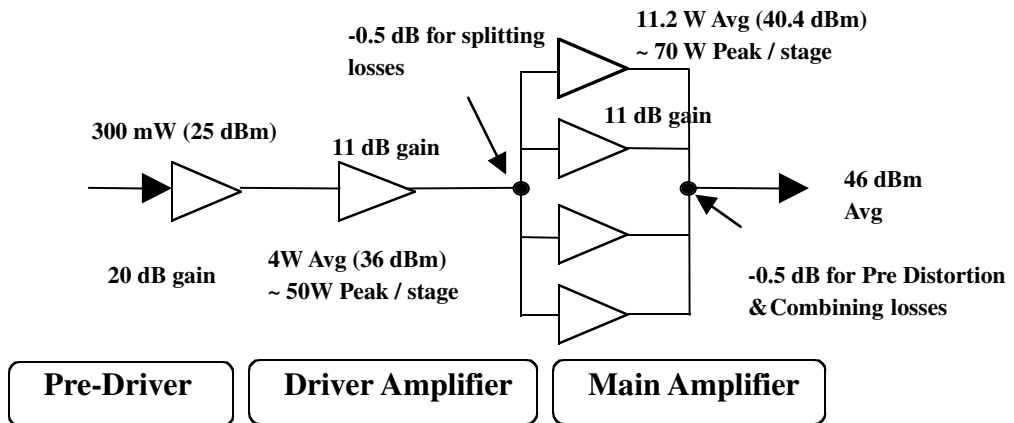 11.2 W Avg (40.4 dBm)
~ 70 W Peak / stage
-0.5 dB for splitting
losses
300 mW (25 dBm)
11 dB gain
11 dB gain
46 dBm
Avg
20 dB gain
4W Avg (36 dBm)
~ 50W Peak / stage
-0.5 dB for Pre Distortion
&Combining losses
Pre-Driver
Driver Amplifier
Main Amplifier